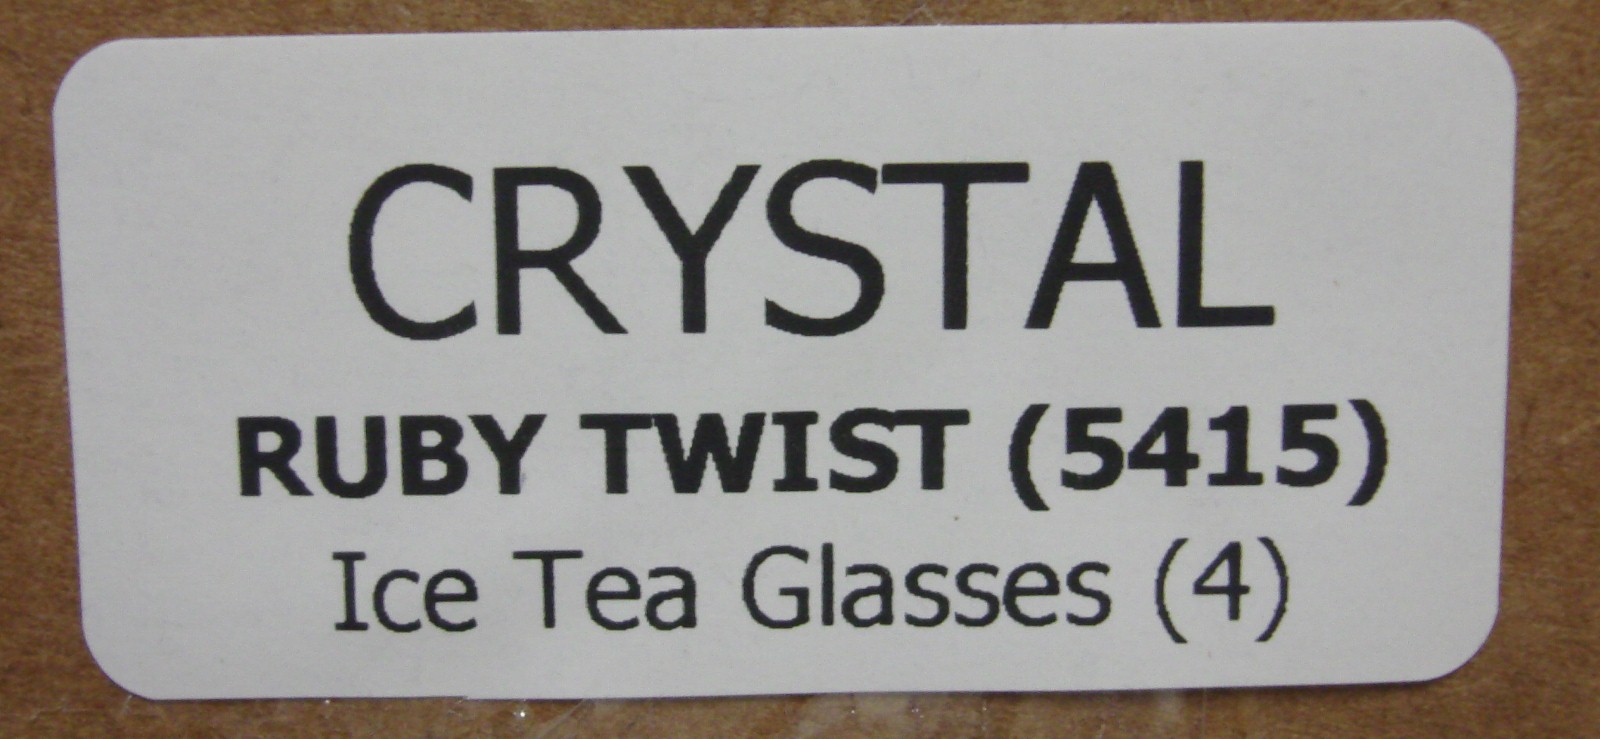 CRYSTAL
RUBY TWIST (5415)
Ice Tea Glasses (4)